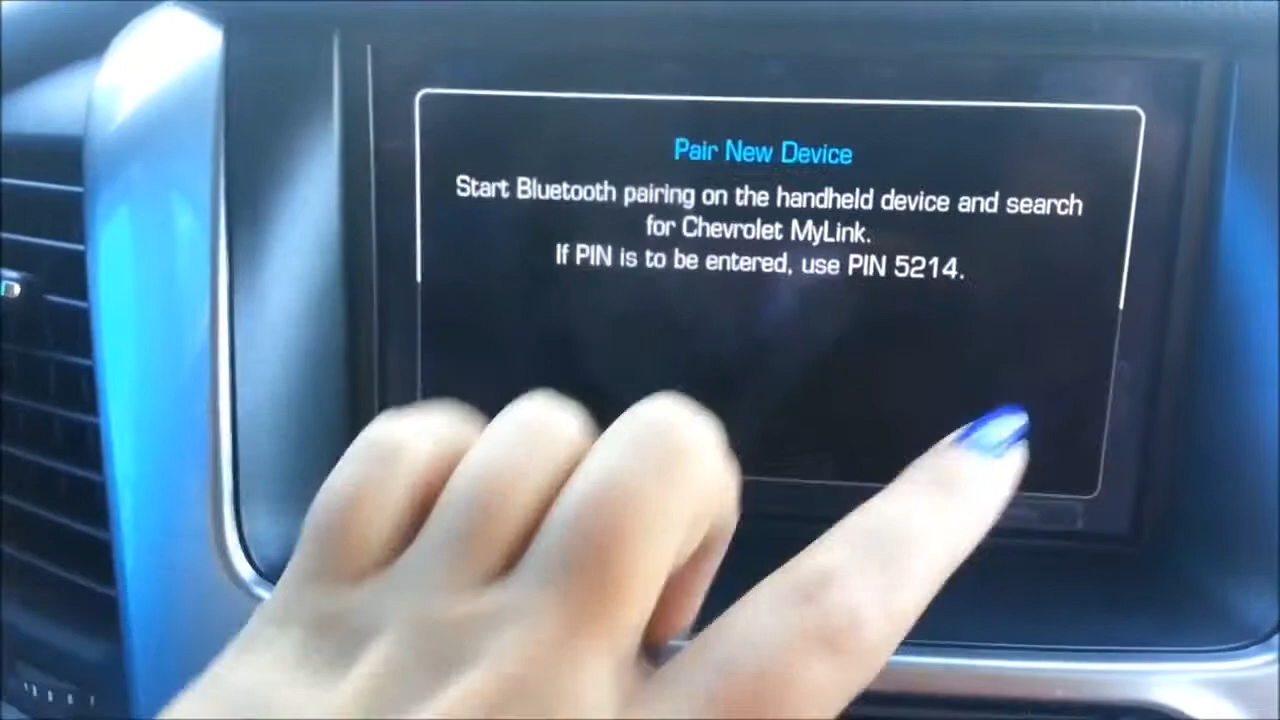 Pair New Device
Start Bluetooth pairing on the handheld device and search
for Chevrolet MyLink.
If PIN is to be entered, use PIN 5214.